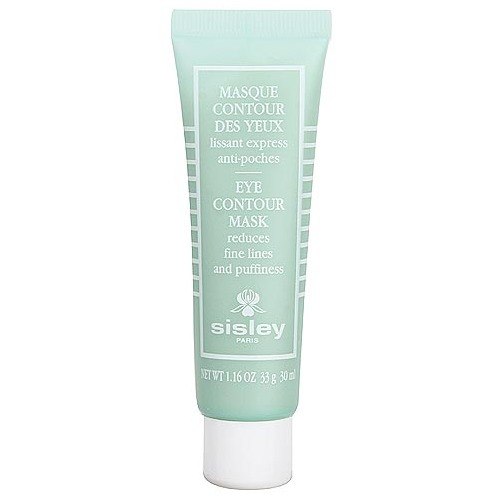 MASQUE
CONTOUR
DES YEUX
lissant express
anti-poches
EYE
CONTOUR
MASK
reduces
fine lines
and puffiness
sisley
PARIS
NET WT 1.16 OZ 33 g 30 ml